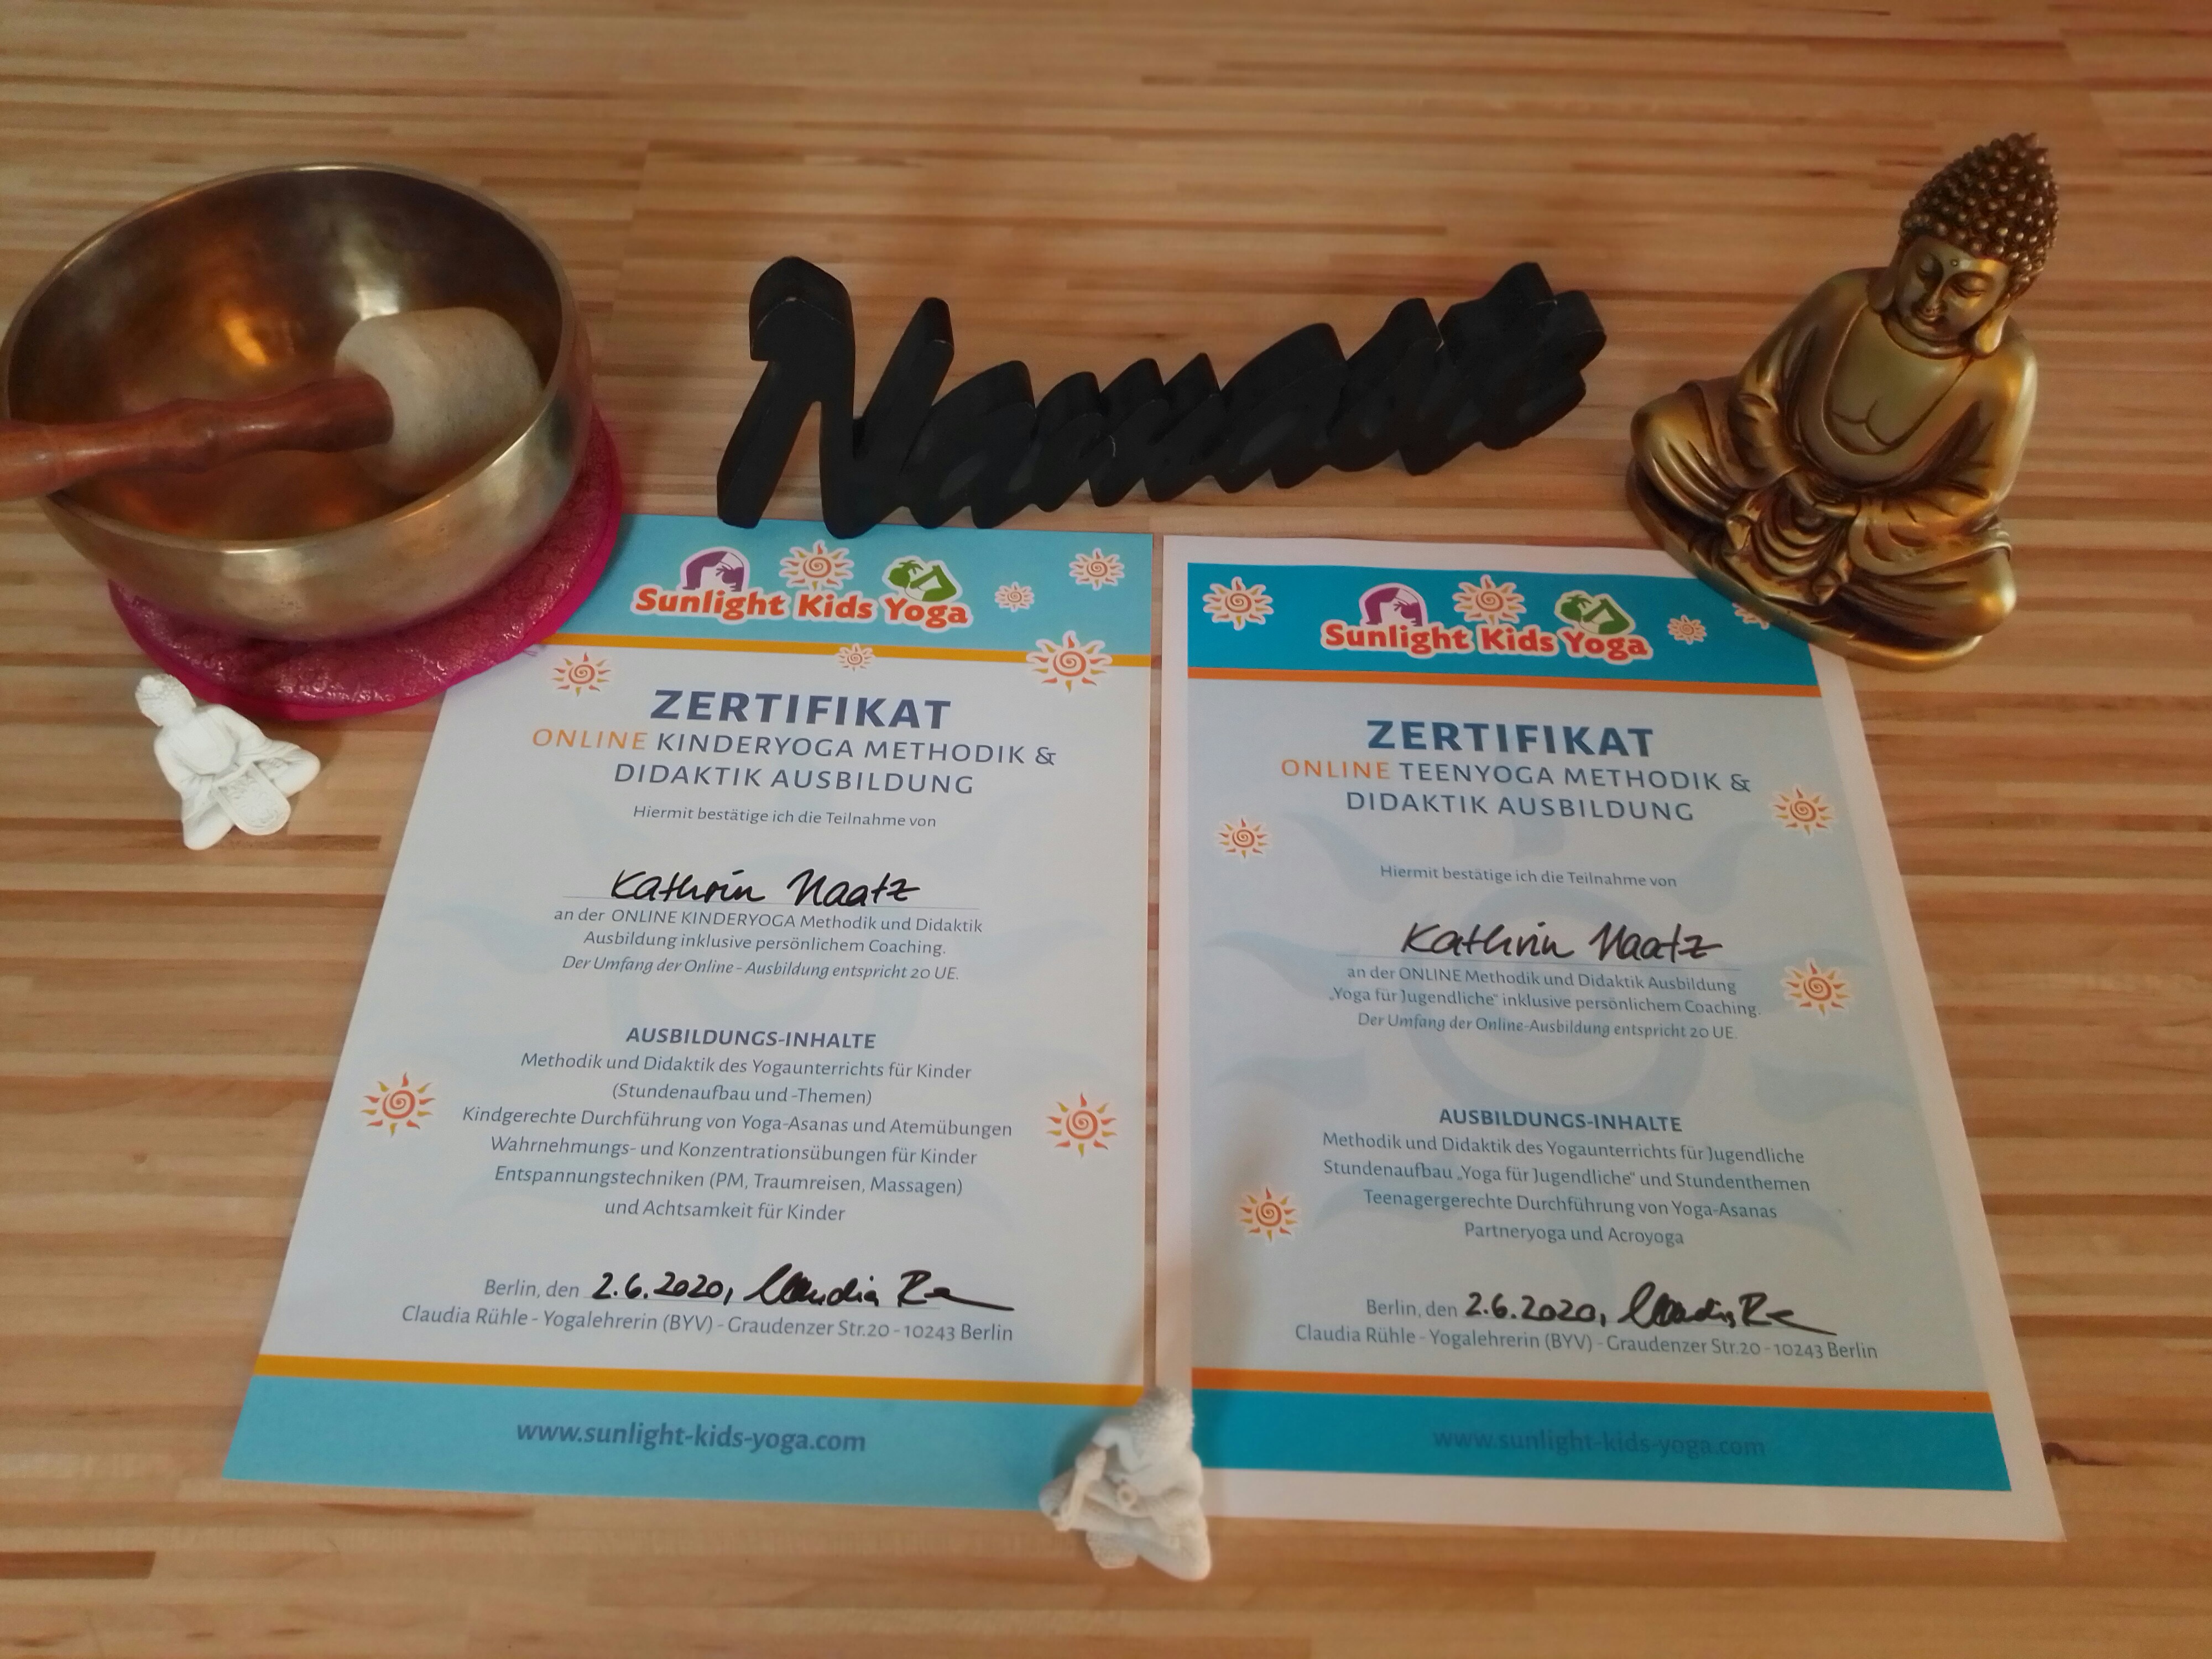 Namaste
Sunlight Kids Yoga
ZERTIFIKAT
ONLINE KINDERYOGA METHODIK &
DIDAKTIK AUSBILDUNG
Hiermit bestätige ich die Teilnahme von
Kathrin Naatz
an der ONLINE KINDERYOGA Methodik und Didaktik
Ausbildung inklusive persönlichem Coaching.
Der Umfang der Online - Ausbildung entspricht 20 UE.
AUSBILDUNGS-INHALTE
Methodik und Didaktik des Yogaunterrichts für Kinder
(Stundenaufbau und -Themen)
Kindgerechte Durchführung von Yoga-Asanas und Atemübungen
Wahrnehmungs- und Konzentrationsübungen für Kinder
Entspannungstechniken (PM, Traumreisen, Massagen)
und Achtsamkeit für Kinder
Berlin, den 2.6.2020, Claudia
Claudia Rühle - Yogalehrerin (BYV) - Graudenzer Str.20 - 10243 Berlin
www.sunlight-kids-yoga.com
Sunlight Kids Yoga
ZERTIFIKAT
ONLINE TEENYOGA METHODIK &
DIDAKTIK AUSBILDUNG
Hiermit bestätige ich die Teilnahme von
Kathrin Naatz
an der ONLINE Methodik und Didaktik Ausbildung
„Yoga für Jugendliche“ inklusive persönlichem Coaching.
Der Umfang der Online-Ausbildung entspricht 20 UE.
AUSBILDUNGS-INHALTE
Methodik und Didaktik des Yogaunterrichts für Jugendliche
Stundenaufbau „Yoga für Jugendliche“ und Stundenthemen
Teenagergerechte Durchführung von Yoga-Asanas
Partneryoga und Acroyoga
Berlin, den 2.6.2020, Claudia
Claudia Rühle - Yogalehrerin (BYV) - Graudenzer Str.20 - 10243 Berlin
www.sunlight-kids-yoga.com